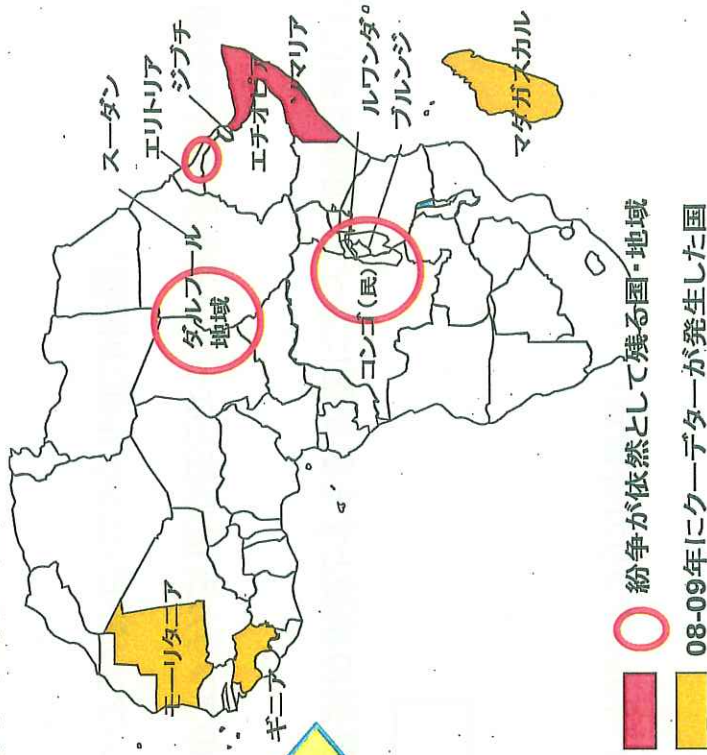 スーダン
エリトリア
ジブチ
エチオピア
マリア
ダルフール
地域
ルワンダ
ブルンジ
コンゴ(民)
マダガスカル
モーリタニア
ギニア
紛争が依然として残る国・地域
08-09年にクーデターが発生した国